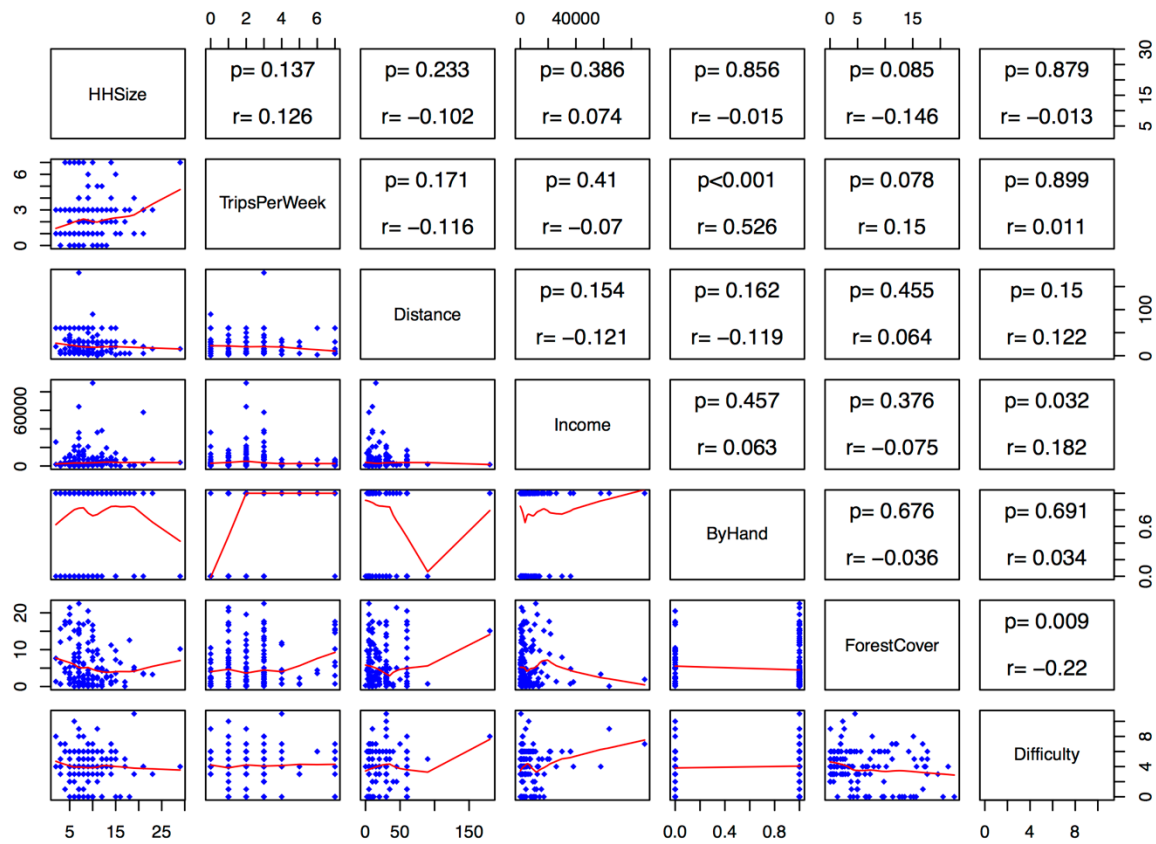 0 2 4 6 0 40000 0 5 15
HHSize p= 0.137 p= 0.233 p= 0.386 p= 0.856 p= 0.085 p= 0.879
r= 0.126 r= −0.102 r= 0.074 r= −0.015 r= −0.146 r= −0.013
5 15 30
0 3 6
TripsPerWeek p= 0.171 p= 0.41 p<0.001 p= 0.078 p= 0.899
r= −0.116 r= −0.07 r= 0.526 r= 0.15 r= 0.011
Distance p= 0.154 p= 0.162 p= 0.455 p= 0.15
r= −0.121 r= −0.119 r= 0.064 r= 0.122
0 100
0 60000
Income p= 0.457 p= 0.376 p= 0.032
r= 0.063 r= −0.075 r= 0.182
ByHand p= 0.676 p= 0.691
r= −0.036 r= 0.034
0.0 0.6
0 5 10 20
ForestCover p= 0.009
r= −0.22
Difficulty
0 4 8
5 15 25 0 50 150 0.0 0.4 0.8 0 4 8